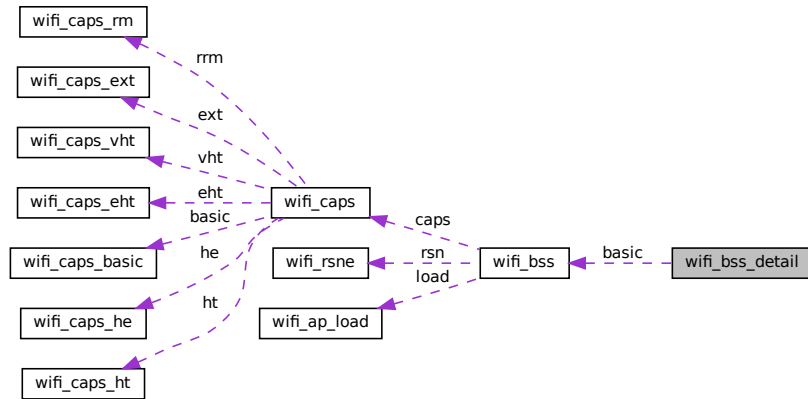 wifi_caps_rm
rrm
wifi_caps_ext
ext
wifi_caps_vht
vht
wifi_caps_eht
eht
wifi_caps
basic
caps
wifi_caps_basic
he
wifi_rsne
rsn
wifi_bss
basic
wifi_bss_detail
load
ht
wifi_caps_he
wifi_ap_load
wifi_caps_ht